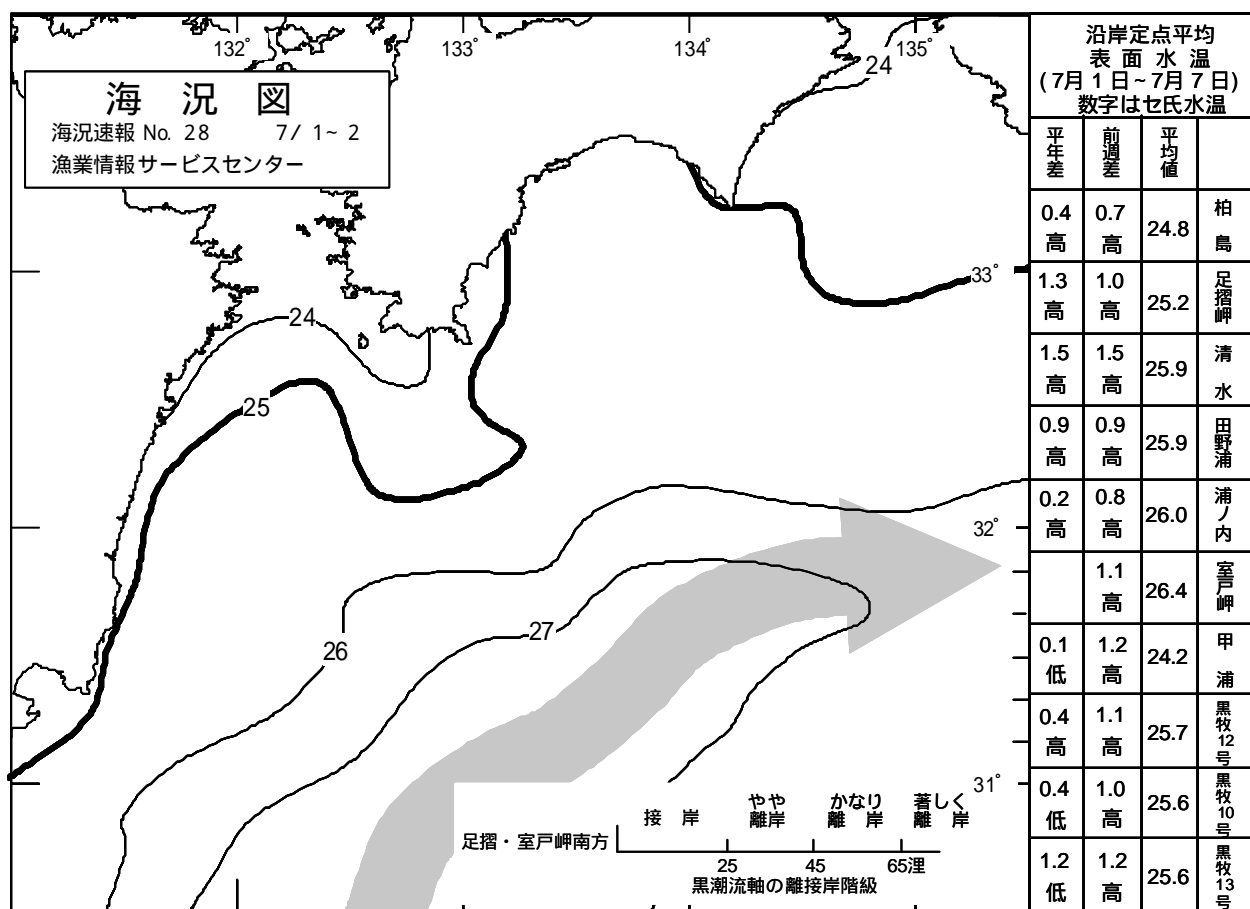 132°
133°
134°
135°
海 況 図
海況速報 No. 28 7/ 1~ 2
漁業情報サービスセンター
24
24
25
26
27
33°
32°
31°
接 岸
やや
離岸
かなり
離 岸
著しく
離 岸
足摺・室戸岬南方
25 45 65浬
黒潮流軸の離接岸階級
沿岸定点平均
表 面 水 温
(7月 1 日~7月 7 日)
数字はセ氏水温
平年差 前週差 平均値
0.4高 0.7高 24.8 柏島
1.3高 1.0高 25.2 足摺岬
1.5高 1.5高 25.9 清水
0.9高 0.9高 25.9 田野浦
0.2高 0.8高 26.0 浦ノ内
1.1高 26.4 室戸岬
0.1低 1.2高 24.2 甲浦
0.4高 1.1高 25.7 黒牧12号
0.4低 1.0高 25.6 黒牧10号
1.2低 1.2高 25.6 黒牧13号